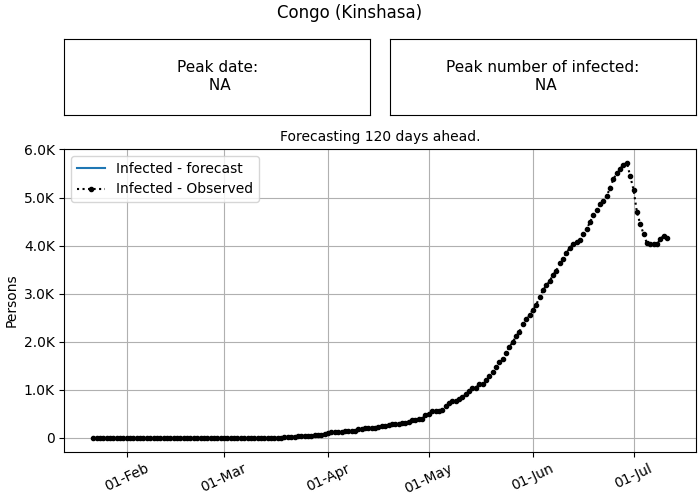 Congo (Kinshasa)
Peak date:
NA
Peak number of infected:
NA
Forecasting 120 days ahead.
Infected - forecast
Infected - Observed
Persons
6.0K
5.0K
4.0K
3.0K
2.0K
1.0K
0
01-Feb
01-Mar
01-Apr
01-May
01-Jun
01-Jul